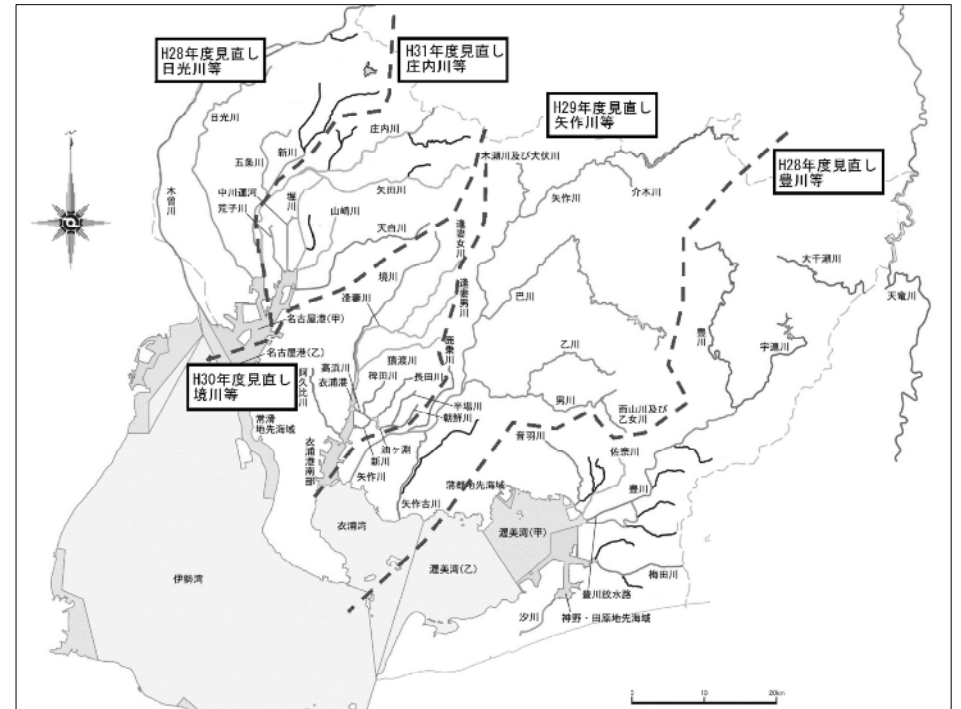 H28年度見直し
日光川等
H31年度見直し
庄内川等
H29年度見直し
矢作川等
H28年度見直し
豊川等
H30年度見直し
境川等
日光川
庄内川
新川
五条川
木曽川
中川運河
荒子川
堀川
矢田川
山崎川
天白川
木瀬川及び犬伏川
矢作川
介木川
逢妻女川
境川
逢妻男川
逢妻川
巴川
大千瀬川
天竜川
豊川
宇連川
名古屋港(甲)
名古屋港(乙)
猿渡川
鹿乗川
高浜川
衣浦港
稗田川
長田川
阿久比川
半場川
朝鮮川
乙川
男川
雨山川及び
乙女川
音羽川
佐奈川
常滑
地先海域
衣浦港南部
油ヶ淵
新川
矢作川
矢作古川
蒲郡地先海域
豊川
衣浦湾
渥美湾(甲)
渥美湾(乙)
伊勢湾
梅田川
豊川放水路
汐川
神野・田原地先海域
0
10
20km